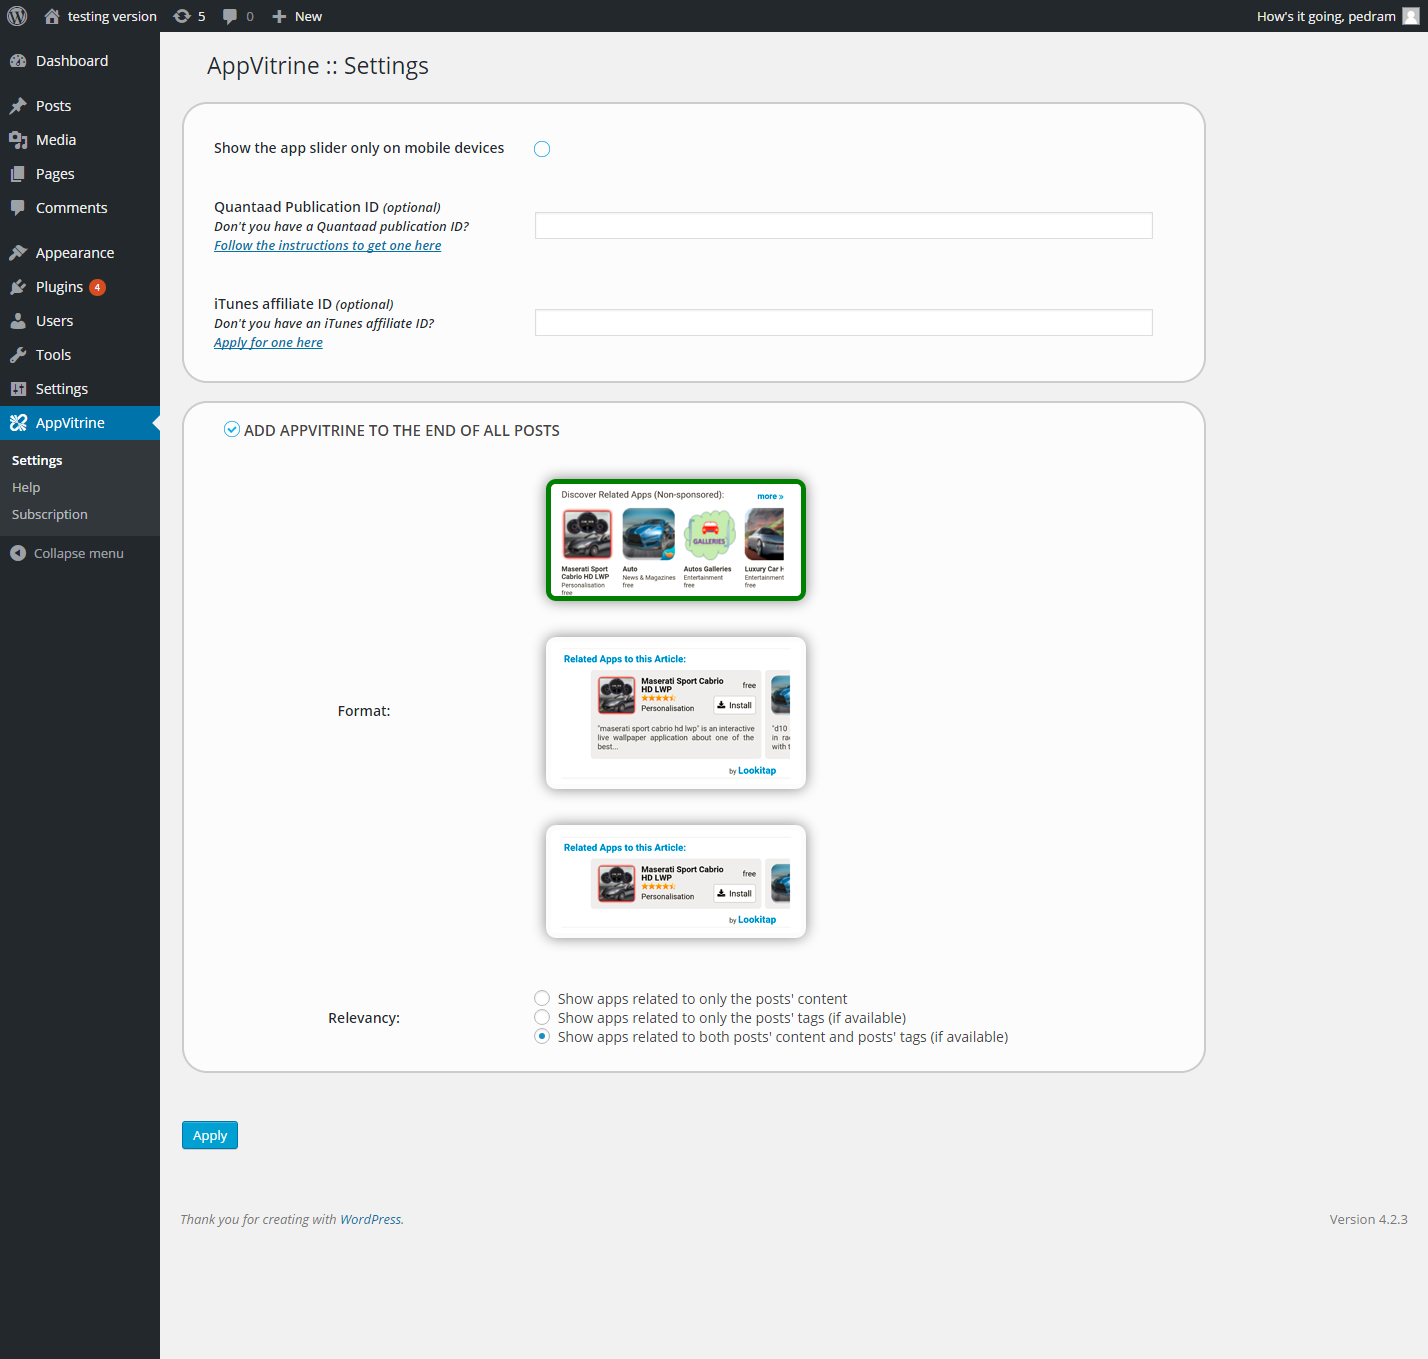 testing version 5 0 New How's it going, pedram
Dashboard
Posts
Media
Pages
Comments
Appearance
Plugins 4
Users
Tools
Settings
AppVitrine
Settings
Help
Subscription
Collapse menu
AppVitrine :: Settings
Show the app slider only on mobile devices
Quantaad Publication ID (optional)
Don't you have a Quantaad publication ID?
Follow the instructions to get one here
iTunes affiliate ID (optional)
Don't you have an iTunes affiliate ID?
Apply for one here
ADD APPVITRINE TO THE END OF ALL POSTS
Format:
Discover Related Apps (Non-sponsored): more »
GALLERIES
Maserati Sport Auto Autos Galleries Luxury Car H
Cabrio HD LWP News & Magazines Entertainment Entertainment
Personalisation free free free
free
Related Apps to this Article:
Maserati Sport Cabrio
HD LWP free
Personalisation Install
"maserati sport cabrio hd lwp" is an interactive "d10
live wallpaper application about one of the in ra
best... with t
by Lookitap
Related Apps to this Article:
Maserati Sport Cabrio
HD LWP free
Personalisation Install
by Lookitap
Relevancy:
Show apps related to only the posts' content
Show apps related to only the posts' tags (if available)
Show apps related to both posts' content and posts' tags (if available)
Apply
Thank you for creating with WordPress. Version 4.2.3